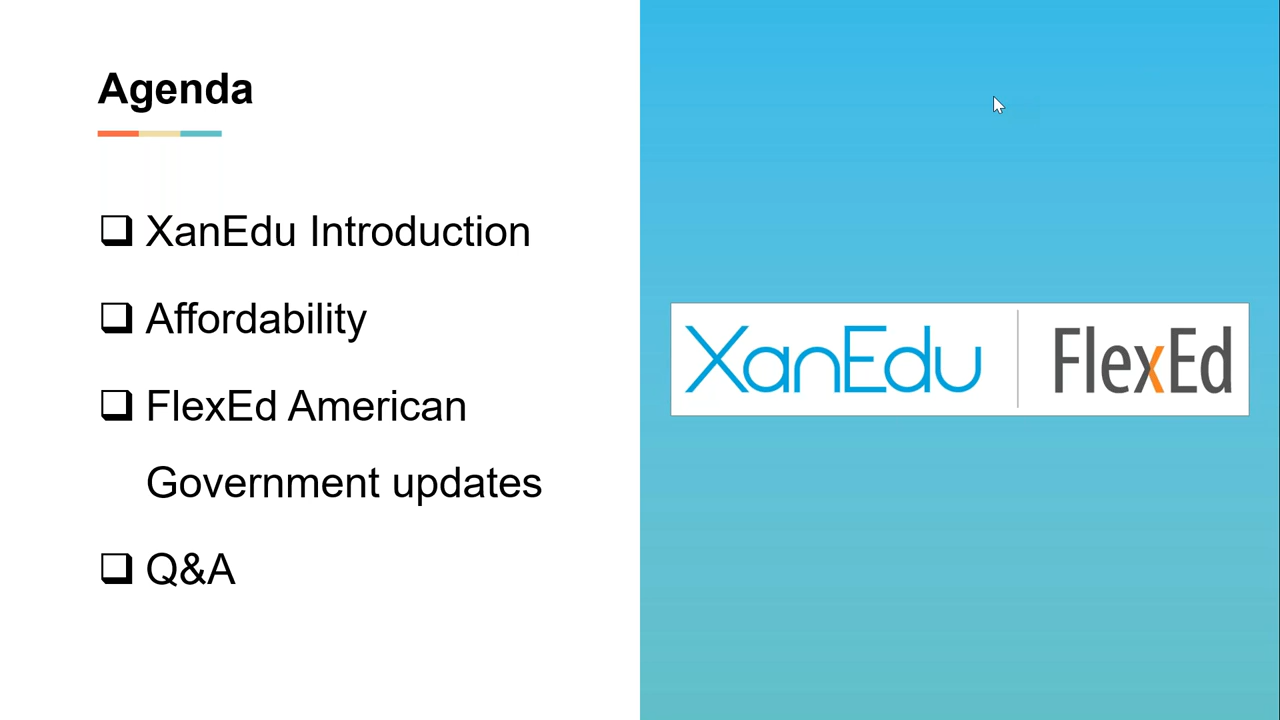 Agenda
❑ XanEdu Introduction
❑ Affordability
❑ FlexEd American
Government updates
❑ Q&A
XanEdu | FlexEd